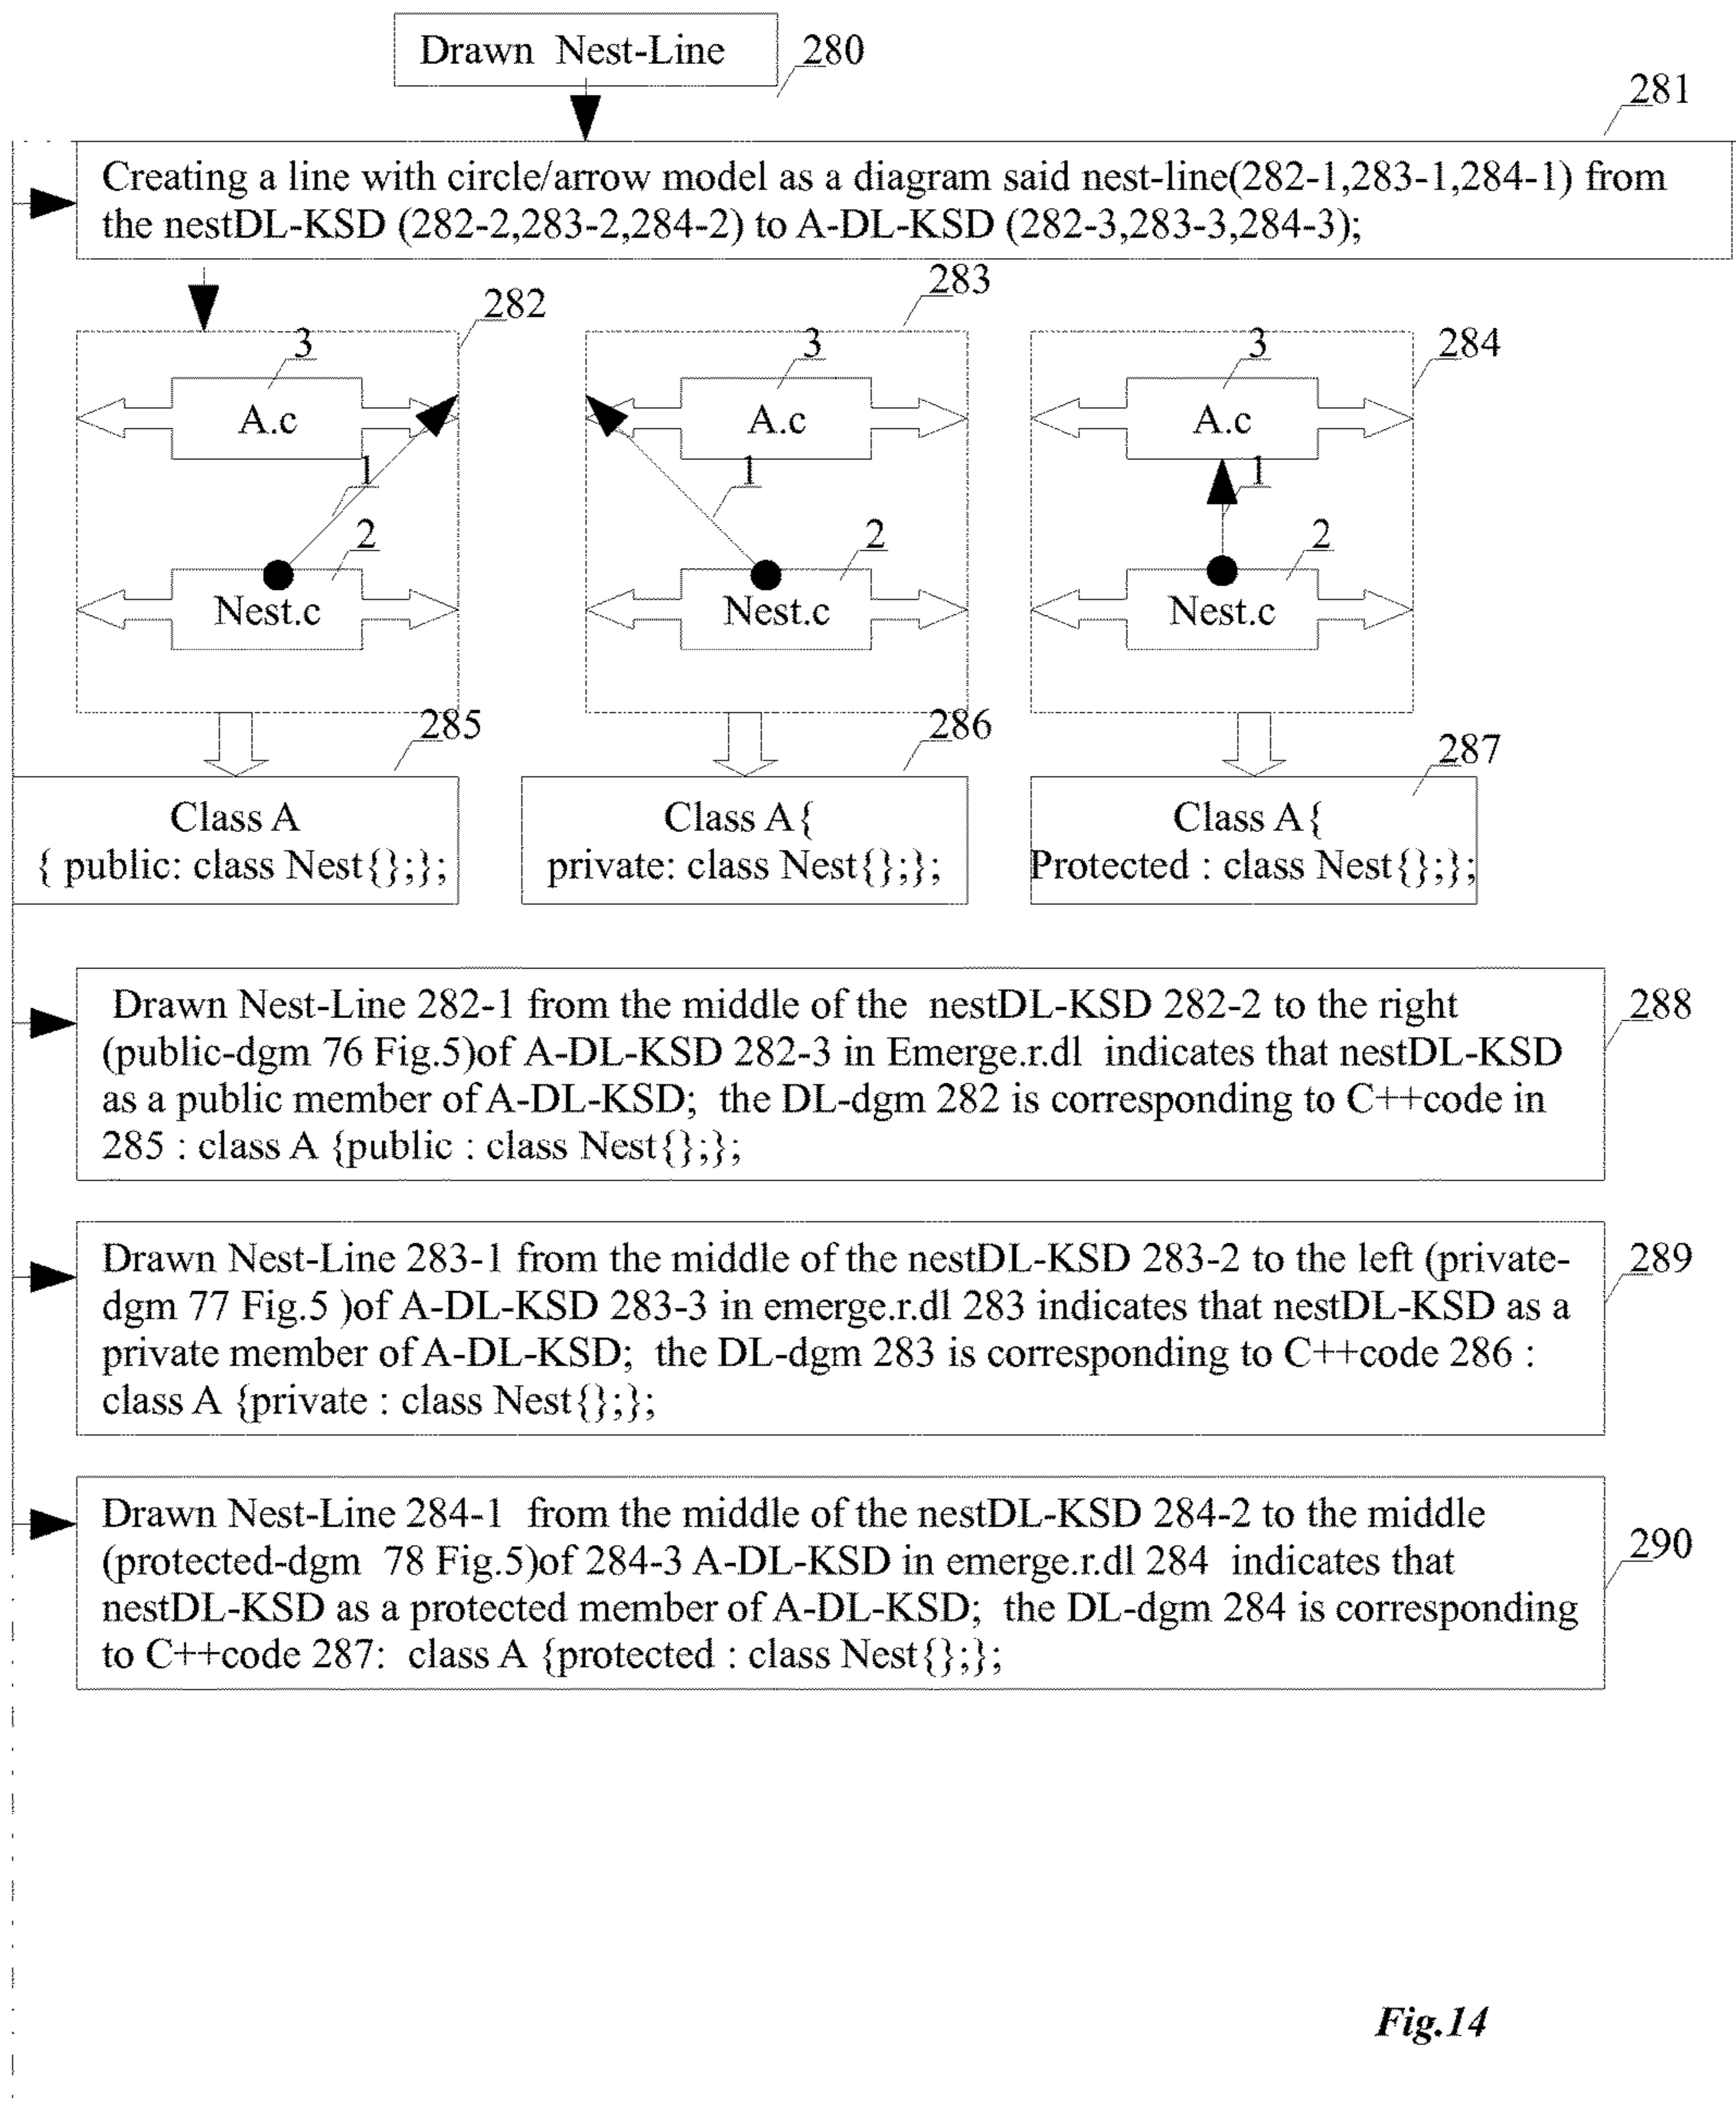 Drawn Nest-Line
280
281
Creating a line with circle/arrow model as a diagram said nest-line(282-1,283-1,284-1) from
the nestDL-KSD (282-2,283-2,284-2) to A-DL-KSD (282-3,283-3,284-3);
282
3
A.c
1
2
Nest.c
283
3
A.c
1
2
Nest.c
284
3
A.c
1
2
Nest.c
285
Class A
{ public: class Nest{};};
286
Class A{
private: class Nest{};};
287
Class A{
Protected : class Nest{};};
Drawn Nest-Line 282-1 from the middle of the nestDL-KSD 282-2 to the right
(public-dgm 76 Fig.5)of A-DL-KSD 282-3 in Emerge.r.dl indicates that nestDL-KSD
as a public member of A-DL-KSD; the DL-dgm 282 is corresponding to C++code in
285 : class A {public : class Nest{};};
288
Drawn Nest-Line 283-1 from the middle of the nestDL-KSD 283-2 to the left (private-
dgm 77 Fig.5 )of A-DL-KSD 283-3 in emerge.r.dl 283 indicates that nestDL-KSD as a
private member of A-DL-KSD; the DL-dgm 283 is corresponding to C++code 286 :
class A {private : class Nest{};};
289
Drawn Nest-Line 284-1 from the middle of the nestDL-KSD 284-2 to the middle
(protected-dgm 78 Fig.5)of 284-3 A-DL-KSD in emerge.r.dl 284 indicates that
nestDL-KSD as a protected member of A-DL-KSD; the DL-dgm 284 is corresponding
to C++code 287: class A {protected : class Nest{};};
290
Fig.14